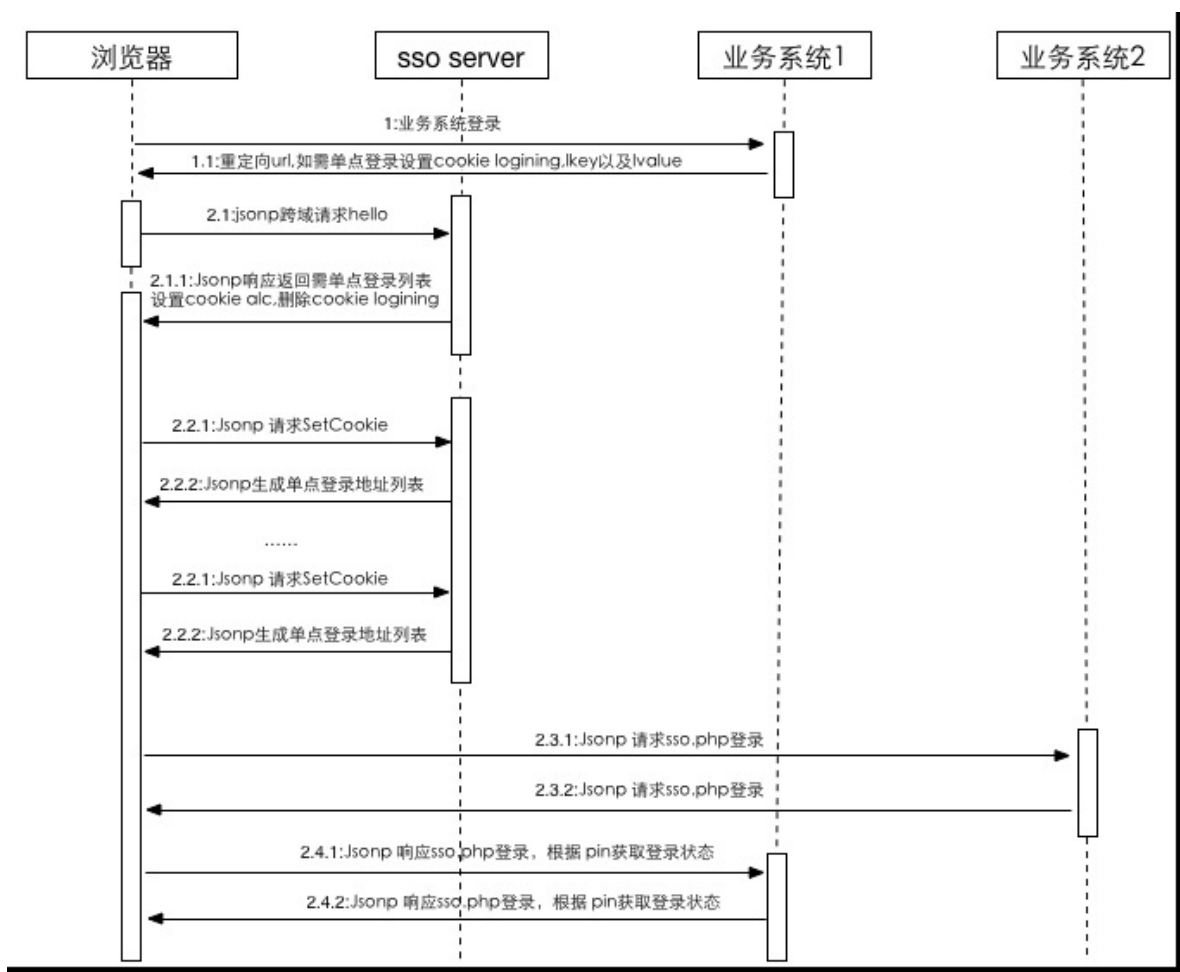 浏览器
sso server
业务系统1
业务系统2
1:业务系统登录
1.1:重定向url,如需单点登录设置cookie logining,lkey以及lvalue
2.1:jsonp跨域请求hello
2.1.1:Jsonp响应返回需单点登录列表
设置cookie alc,删除cookie logining
2.2.1:Jsonp 请求SetCookie
2.2.2:Jsonp生成单点登录地址列表
......
2.2.1:Jsonp 请求SetCookie
2.2.2:Jsonp生成单点登录地址列表
2.3.1:Jsonp 请求sso.php登录
2.3.2:Jsonp 请求sso.php登录
2.4.1:Jsonp 响应sso.php登录，根据 pin获取登录状态
2.4.2:Jsonp 响应sso.php登录，根据 pin获取登录状态